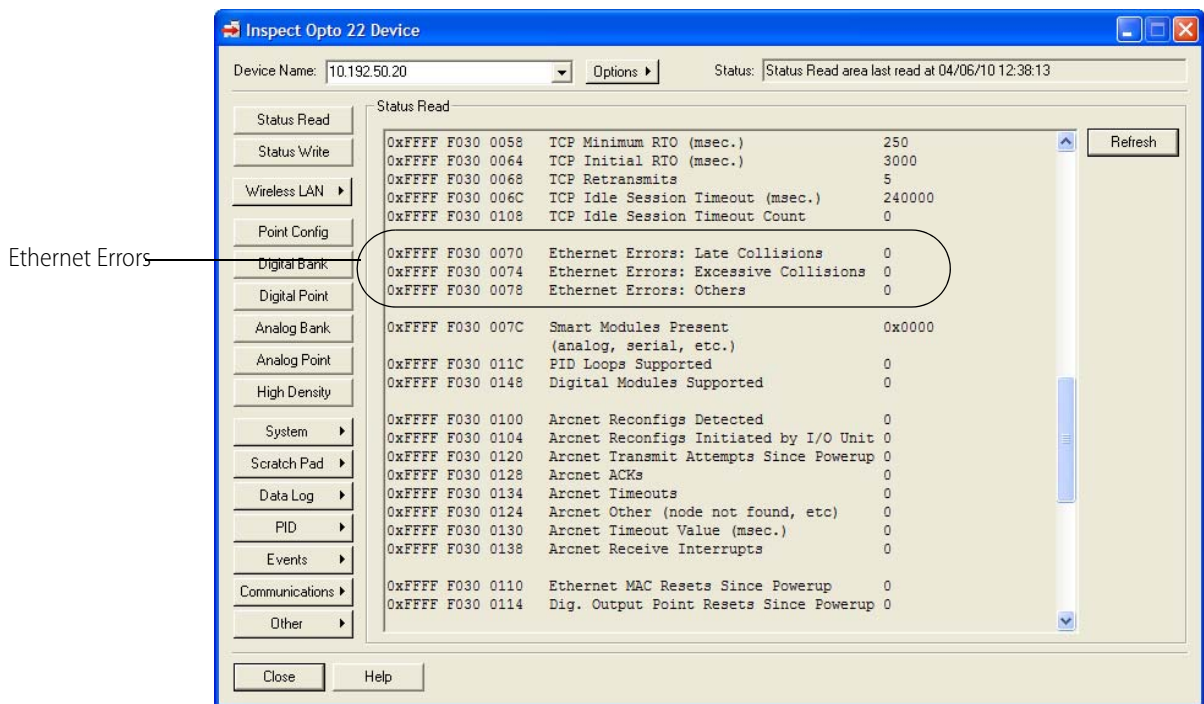 Inspect Opto 22 Device
Device Name: 10.192.50.20 Options Status: Status Read area last read at 04/06/10 12:38:13
Status Read
Status Write
Wireless LAN
Point Config
Digital Bank
Digital Point
Analog Bank
Analog Point
High Density
System
Scratch Pad
Data Log
PID
Events
Communications
Other
Ethernet Errors
Status Read
0xFFFF F030 0058 TCP Minimum RTO (msec.) 250
0xFFFF F030 0064 TCP Initial RTO (msec.) 3000
0xFFFF F030 0068 TCP Retransmits 5
0xFFFF F030 006C TCP Idle Session Timeout (msec.) 240000
0xFFFF F030 0108 TCP Idle Session Timeout Count 0
0xFFFF F030 0070 Ethernet Errors: Late Collisions 0
0xFFFF F030 0074 Ethernet Errors: Excessive Collisions 0
0xFFFF F030 0078 Ethernet Errors: Others 0
0xFFFF F030 007C Smart Modules Present 0x0000
(analog, serial, etc.)
0xFFFF F030 011C PID Loops Supported 0
0xFFFF F030 0148 Digital Modules Supported 0
0xFFFF F030 0100 Arcnet Reconfigs Detected 0
0xFFFF F030 0104 Arcnet Reconfigs Initiated by I/O Unit 0
0xFFFF F030 0120 Arcnet Transmit Attempts Since Powerup 0
0xFFFF F030 0128 Arcnet ACKs 0
0xFFFF F030 0134 Arcnet Timeouts 0
0xFFFF F030 0124 Arcnet Other (node not found, etc) 0
0xFFFF F030 0130 Arcnet Timeout Value (msec.) 0
0xFFFF F030 0138 Arcnet Receive Interrupts 0
0xFFFF F030 0110 Ethernet MAC Resets Since Powerup 0
0xFFFF F030 0114 Dig. Output Point Resets Since Powerup 0
Refresh
Close Help